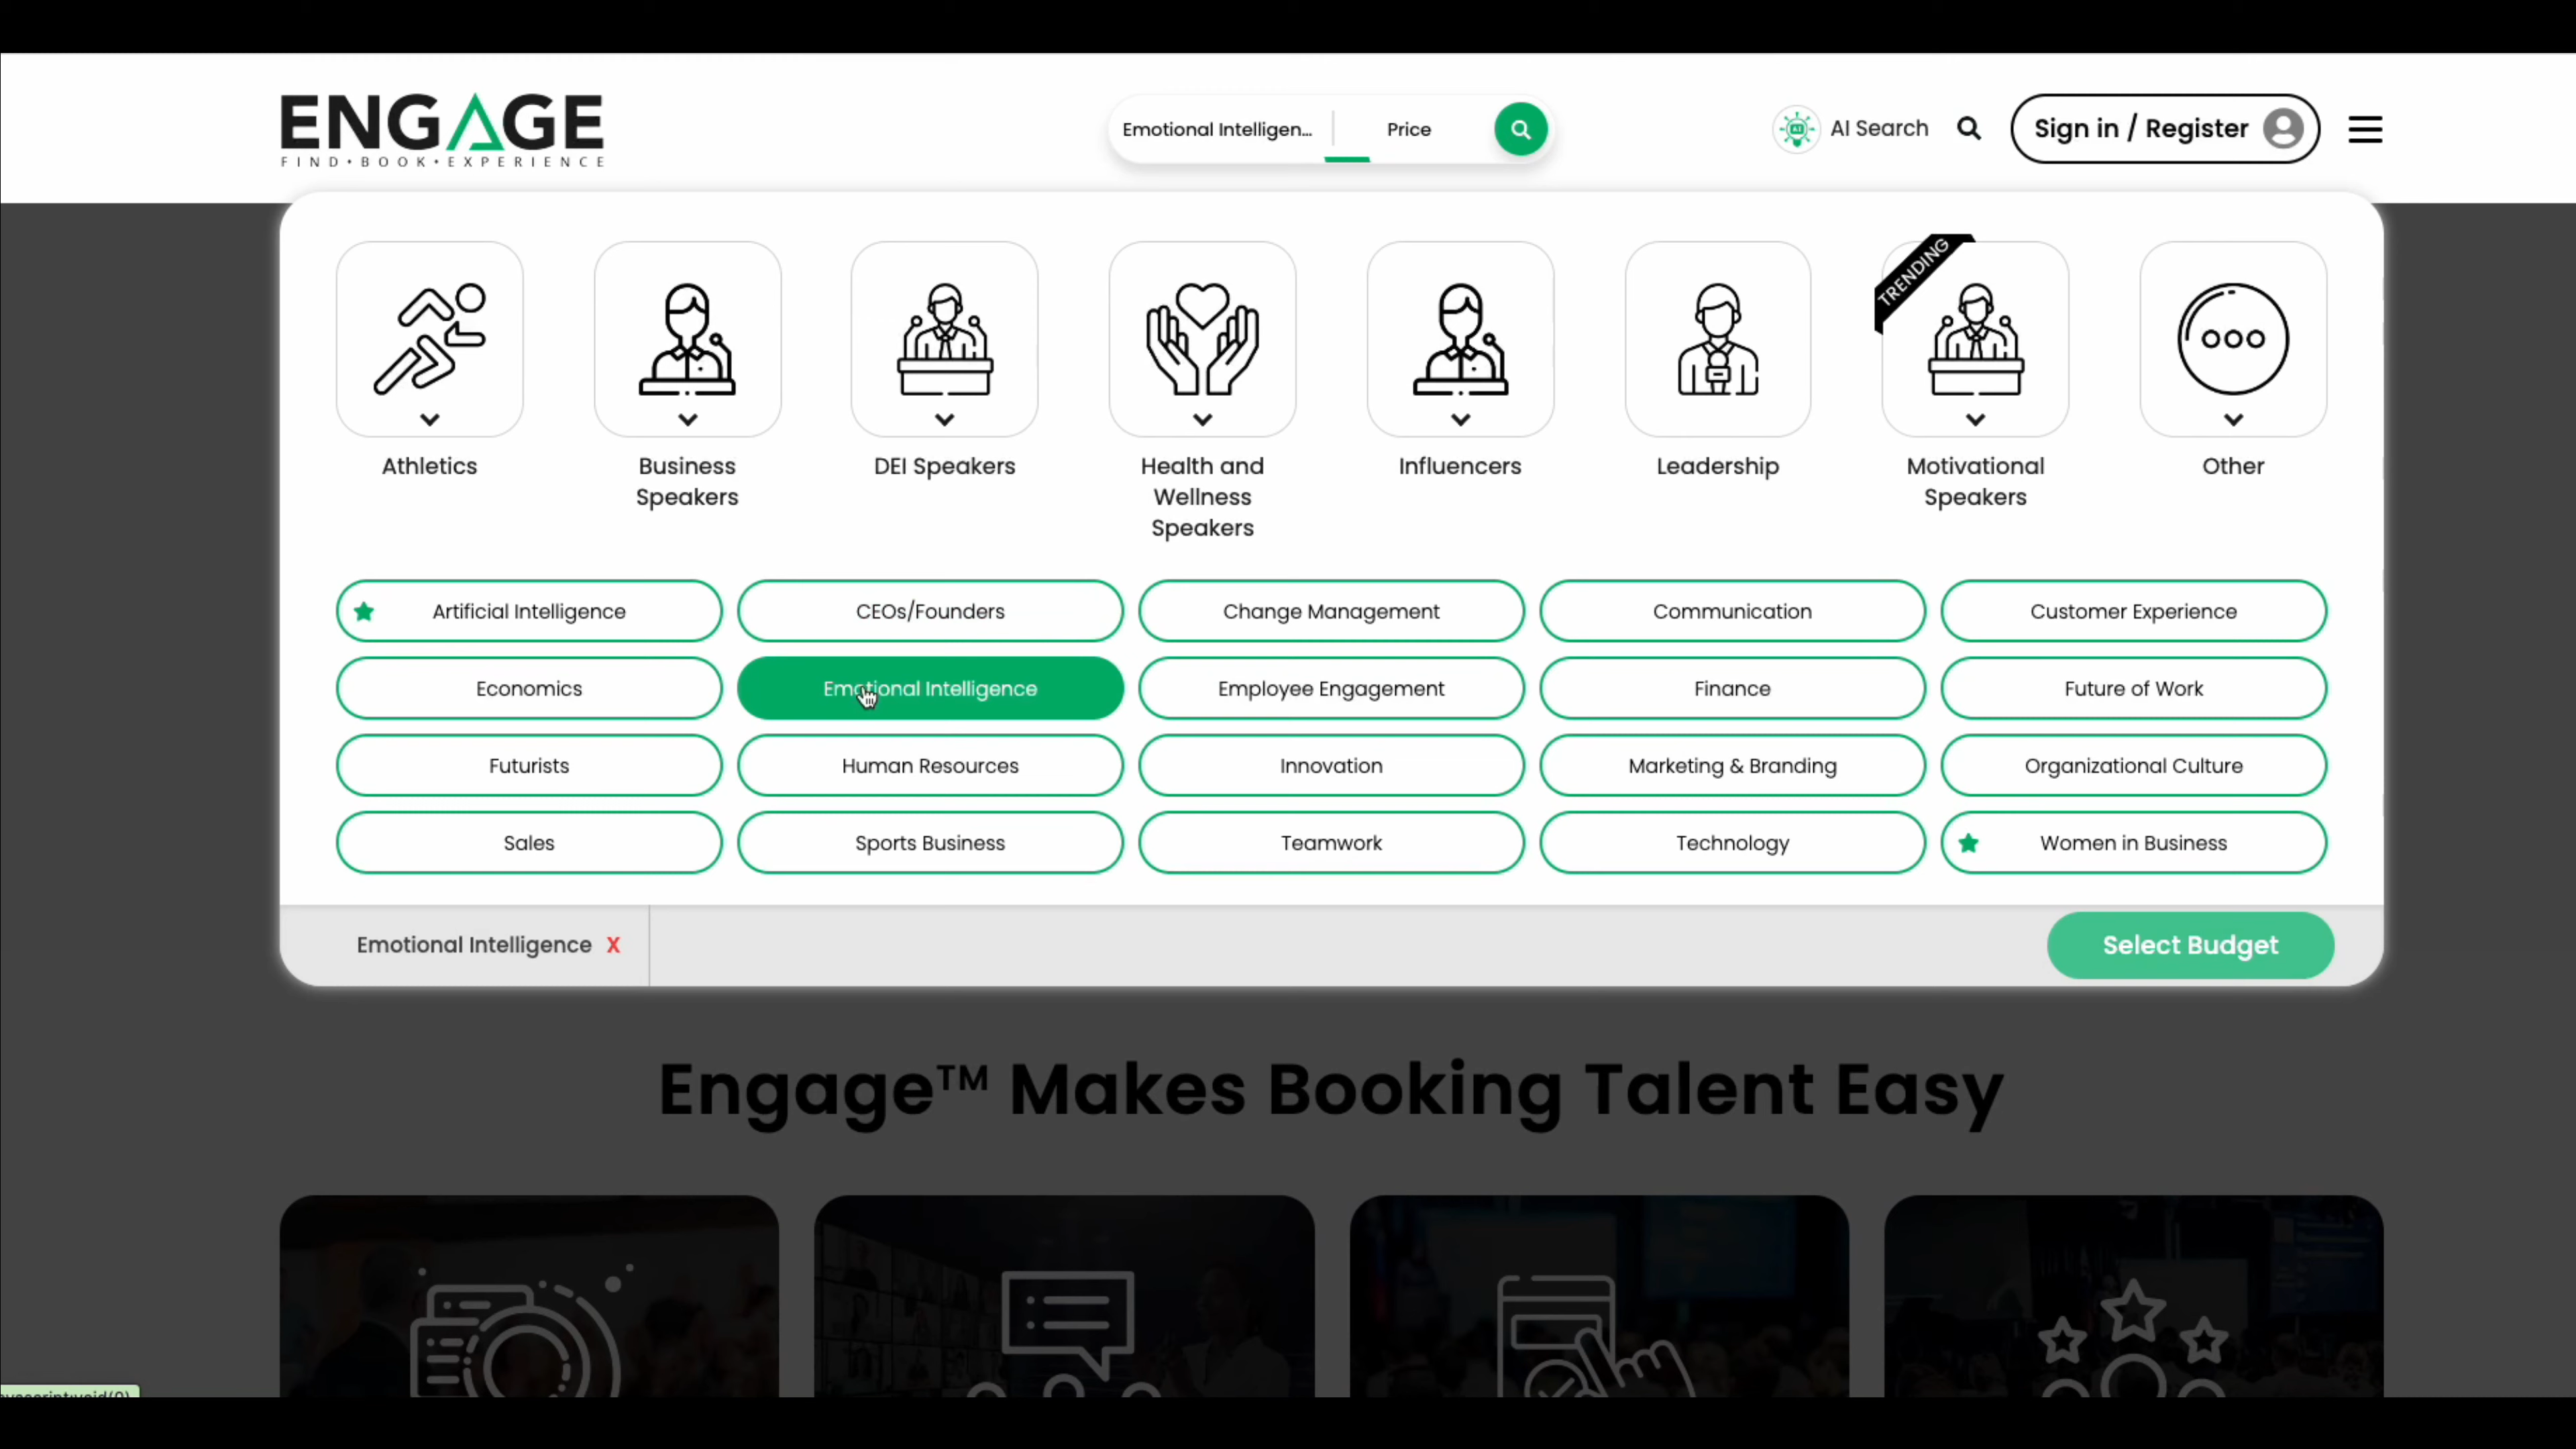 ENGAGE
FIND•BOOK•EXPERIENCE
Emotional Intelligen...
Price
AI Search
Sign in / Register
TRENDING
Athletics
Business
Speakers
DEI Speakers
Health and
Wellness
Speakers
Influencers
Leadership
Motivational
Speakers
Other
Artificial Intelligence
CEOs/Founders
Change Management
Communication
Customer Experience
Economics
Emotional Intelligence
Employee Engagement
Finance
Future of Work
Futurists
Human Resources
Innovation
Marketing & Branding
Organizational Culture
Sales
Sports Business
Teamwork
Technology
Women in Business
Emotional Intelligence X
Select Budget
Engage™ Makes Booking Talent Easy